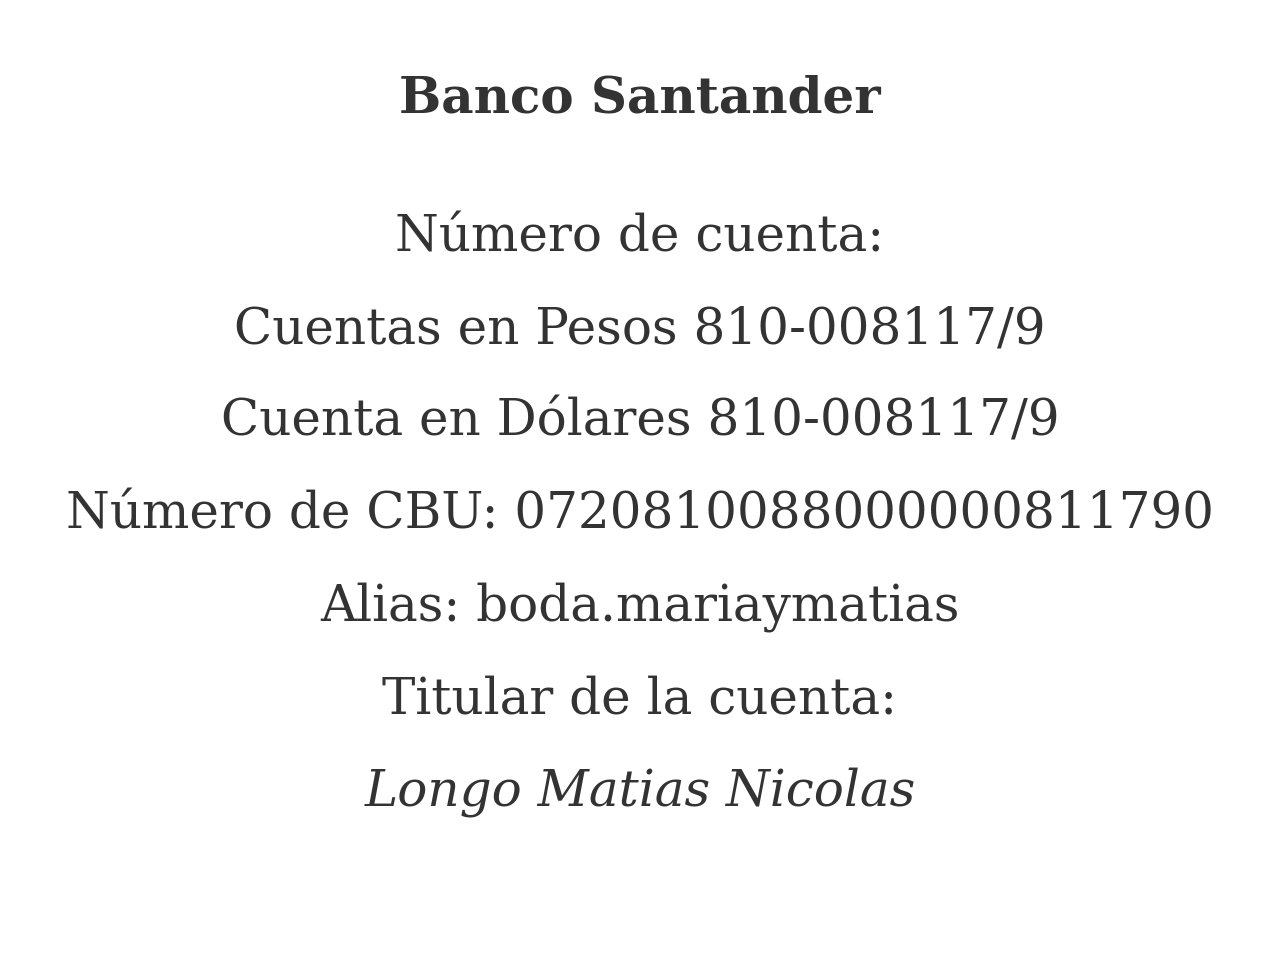 Banco Santander
Número de cuenta:
Cuentas en Pesos 810-008117/9
Cuenta en Dólares 810-008117/9
Número de CBU: 0720810088000000811790
Alias: boda.mariaymatias
Titular de la cuenta:
Longo Matias Nicolas